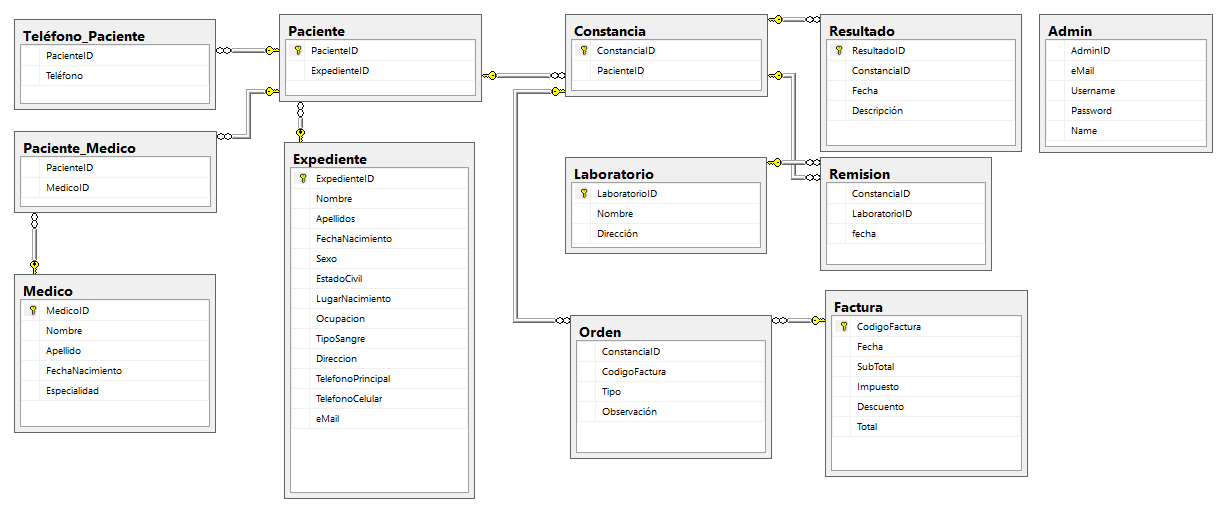 Teléfono_Paciente
PacienteID
Teléfono
Paciente
PacienteID
ExpedienteID
Constancia
ConstanciaID
PacienteID
Resultado
ResultadoID
ConstanciaID
Fecha
Descripción
Admin
AdminID
eMail
Username
Password
Name
Paciente_Medico
PacienteID
MedicoID
Expediente
ExpedienteID
Nombre
Apellidos
FechaNacimiento
Sexo
EstadoCivil
LugarNacimiento
Ocupacion
TipoSangre
Direccion
TelefonoPrincipal
TelefonoCelular
eMail
Laboratorio
LaboratorioID
Nombre
Dirección
Remision
ConstanciaID
LaboratorioID
fecha
Medico
MedicoID
Nombre
Apellido
FechaNacimiento
Especialidad
Orden
ConstanciaID
CodigoFactura
Tipo
Observación
Factura
CodigoFactura
Fecha
SubTotal
Impuesto
Descuento
Total